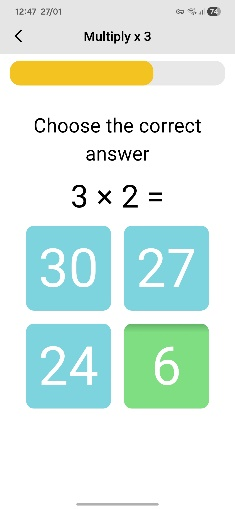 12:47 27/01
74
Multiply x 3
Choose the correct
answer
3 × 2 =
30 27
24 6